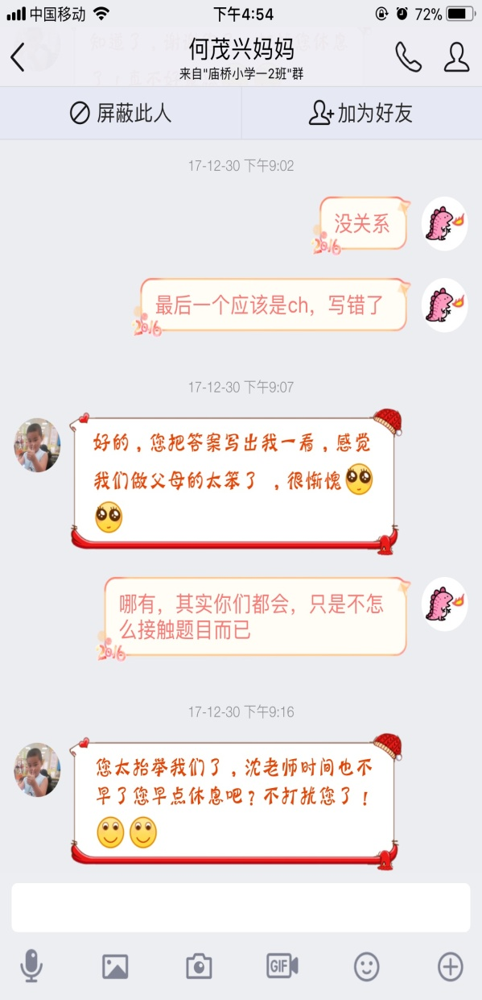 中国移动
下午4:54
72%
何茂兴妈妈
来自"庙桥小学一2班"群
屏蔽此人
加为好友
17-12-30 下午9:02
没关系
最后一个应该是ch，写错了
17-12-30 下午9:07
好的，您把答案写出我一看，感觉
我们做父母的太笨了 ，很惭愧
哪有，其实你们都会，只是不怎
么接触题目而已
17-12-30 下午9:16
您太抬举我们了，沈老师时间也不
早了您早点休息吧？不打扰您了！
GIF